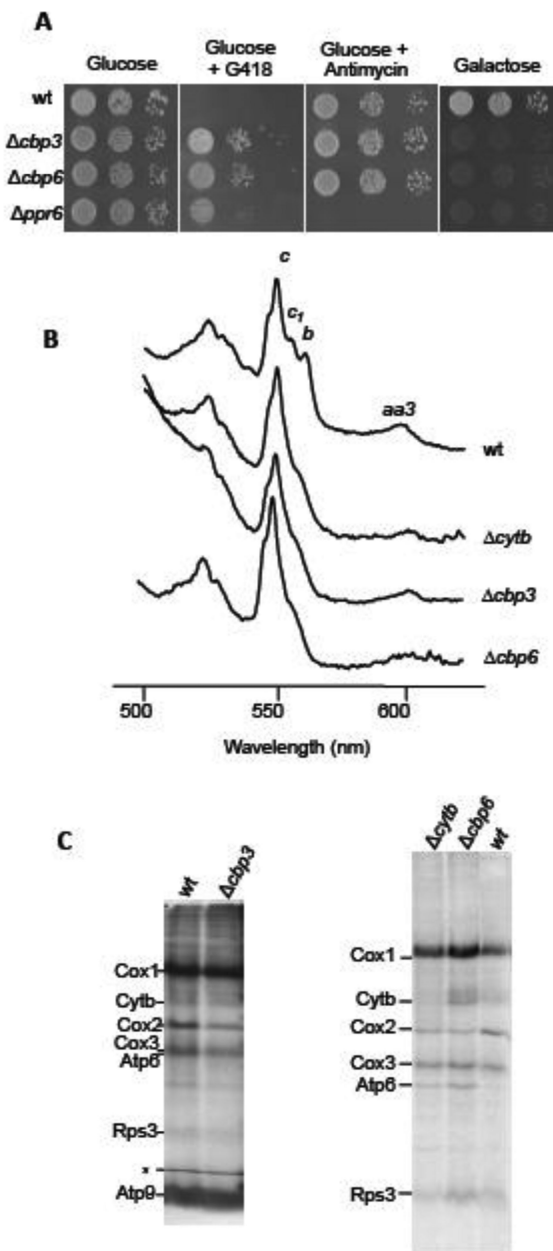 A
Glucose
Glucose
+ G418
Glucose +
Antimycin
Galactose
wt
Δcbp3
Δcbp6
Δppr6
B
c
c1
b
aa3
wt
Δcytb
Δcbp3
Δcbp6
500
550
600
Wavelength (nm)
C
wt
Δcbp3
Cox1
Cytb
Cox2
Cox3
Atp6
Rps3
*
Atp9
Δcytb
Δcbp6
wt
Cox1
Cytb
Cox2
Cox3
Atp6
Rps3